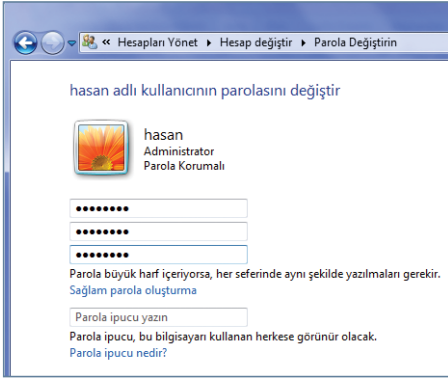 « Hesapları Yönet ▸ Hesap değiştir ▸ Parola Değiştirin
hasan adlı kullanıcının parolasını değiştir
hasan
Administrator
Parola Korumalı
●●●●●●●●
●●●●●●●●
●●●●●●●●
Parola büyük harf içeriyorsa, her seferinde aynı şekilde yazılmaları gerekir.
Sağlam parola oluşturma
Parola ipucu yazın
Parola ipucu, bu bilgisayarı kullanan herkese görünür olacak.
Parola ipucu nedir?